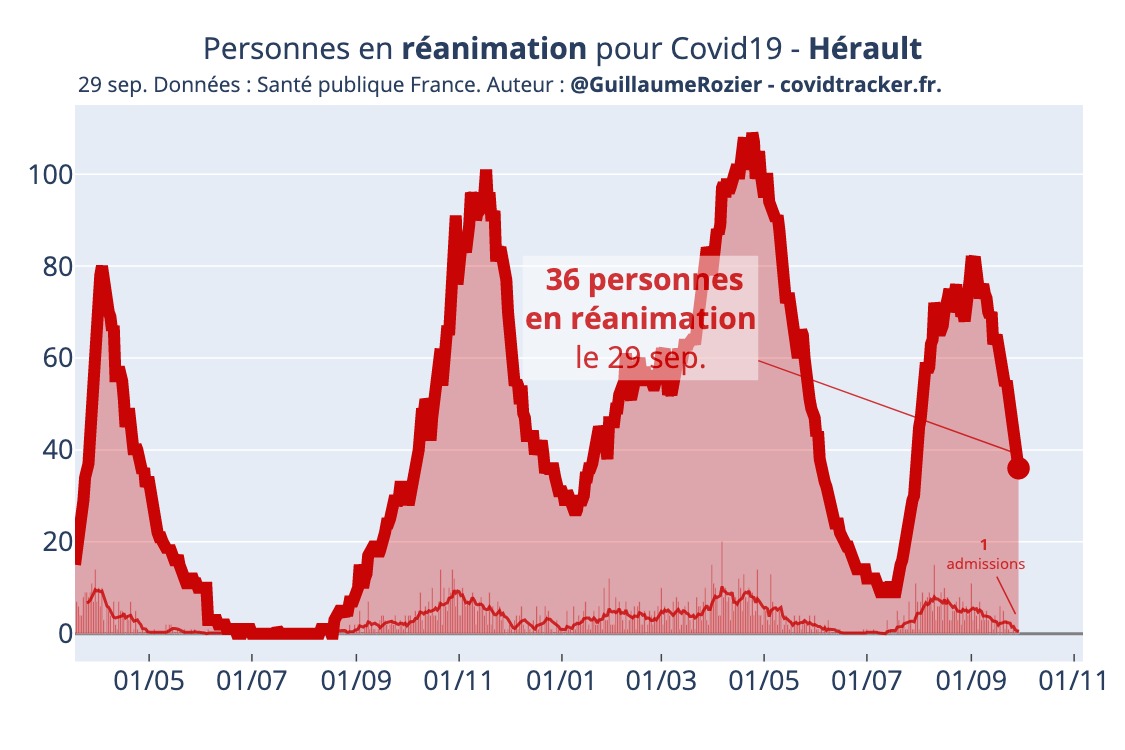 Personnes en réanimation pour Covid19 - Hérault
29 sep. Données : Santé publique France. Auteur : @GuillaumeRozier - covidtracker.fr.
100
80
60
40
20
0
36 personnes
en réanimation
le 29 sep.
1
admissions
01/05 01/07 01/09 01/11 01/01 01/03 01/05 01/07 01/09 01/11